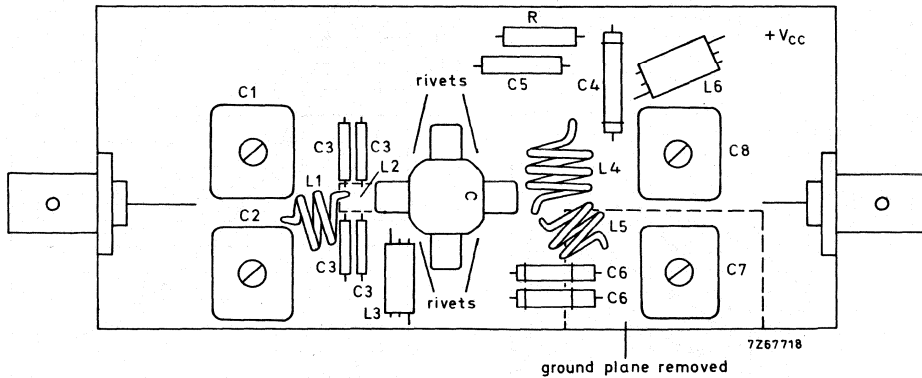 R
+VCC
rivets
C5
C4
L6
C1
C3
C3
L2
L1
L4
C8
C
C2
L5
C3
C3
C6
C7
L3
rivets
C6
7Z67718
ground plane removed